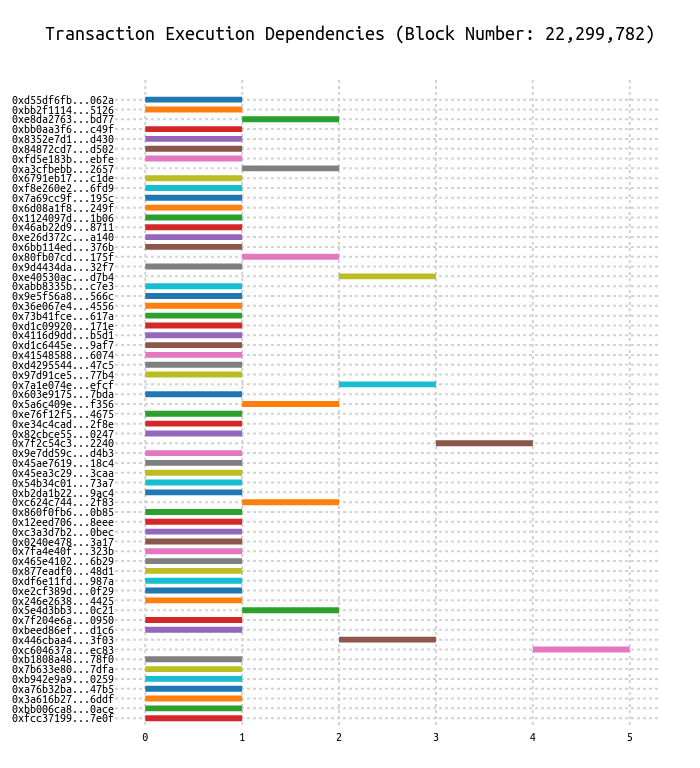 Transaction Execution Dependencies (Block Number: 22,299,782)
0xd55df6fb...062a
0xbb2f1114...5126
0xe8da2763...bd77
0xbb0aa3f6...c49f
0x8352e7d1...d430
0x84872cd7...d502
0xfd5e183b...ebfe
0xa3cfbebb...2657
0x6791eb17...c1de
0xf8e260e2...6fd9
0x7a69cc9f...195c
0x6d08a1f8...249f
0x1124097d...1b06
0x46ab22d9...8711
0xe26d372c...a140
0x6bb114ed...376b
0x80fb07cd...175f
0x9d4434da...32f7
0xe40530ac...d7b4
0xabb8335b...c7e3
0x9e5f56a8...566c
0x36e067e4...4556
0x73b41fce...617a
0xd1c09920...171e
0x4116d9dd...b5d1
0xd1c6445e...9af7
0x41548588...6074
0xd4295544...47c5
0x97d91ce5...77b4
0x7a1e074e...efcf
0x603e9175...7bda
0x5a6c409e...f356
0xe76f12f5...4675
0xe34c4cad...2f8e
0x82cbce55...0247
0x7f2c54c3...2240
0x9e7dd59c...d4b3
0x45ae7619...18c4
0x45ea3c29...3caa
0x54b34c01...73a7
0xb2da1b22...9ac4
0xc624c744...2f83
0x860f0fb6...0b85
0x12eed706...8eee
0xc3a3d7b2...0bec
0x0240e478...3a17
0x7fa4e40f...323b
0x465e4102...6b29
0x877eadf0...48d1
0xdf6e11fd...987a
0xe2cf389d...0f29
0x246e2638...4425
0x5e4d3bb3...0c21
0x7f204e6a...0950
0xbeed86ef...d1c6
0x446cbaa4...3f03
0xc604637a...ec83
0xb1808a48...78f0
0x7b633e80...7dfa
0xb942e9a9...0259
0xa76b32ba...47b5
0x3a616b27...6ddf
0xbb006ca8...0ace
0xfcc37199...7e0f
0 1 2 3 4 5